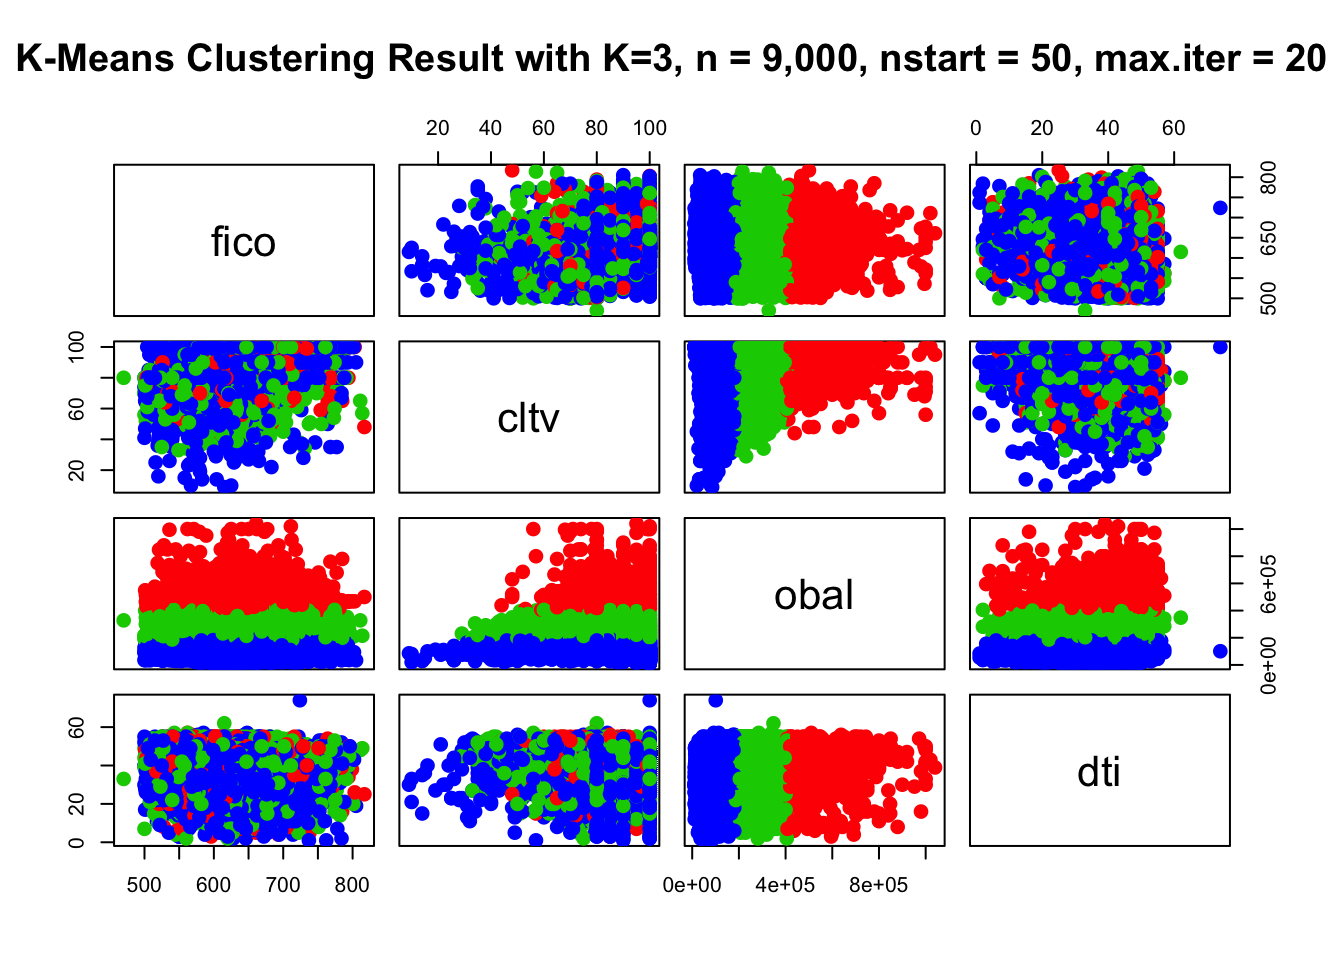 K-Means Clustering Result with K=3, n = 9,000, nstart = 50, max.iter = 20
20 40 60 80 100
0 20 40 60
fico
500 650 800
20 60 100
cltv
obal
0e+00 6e+05
0 20 60
dti
500 600 700 800
0e+00 4e+05 8e+05